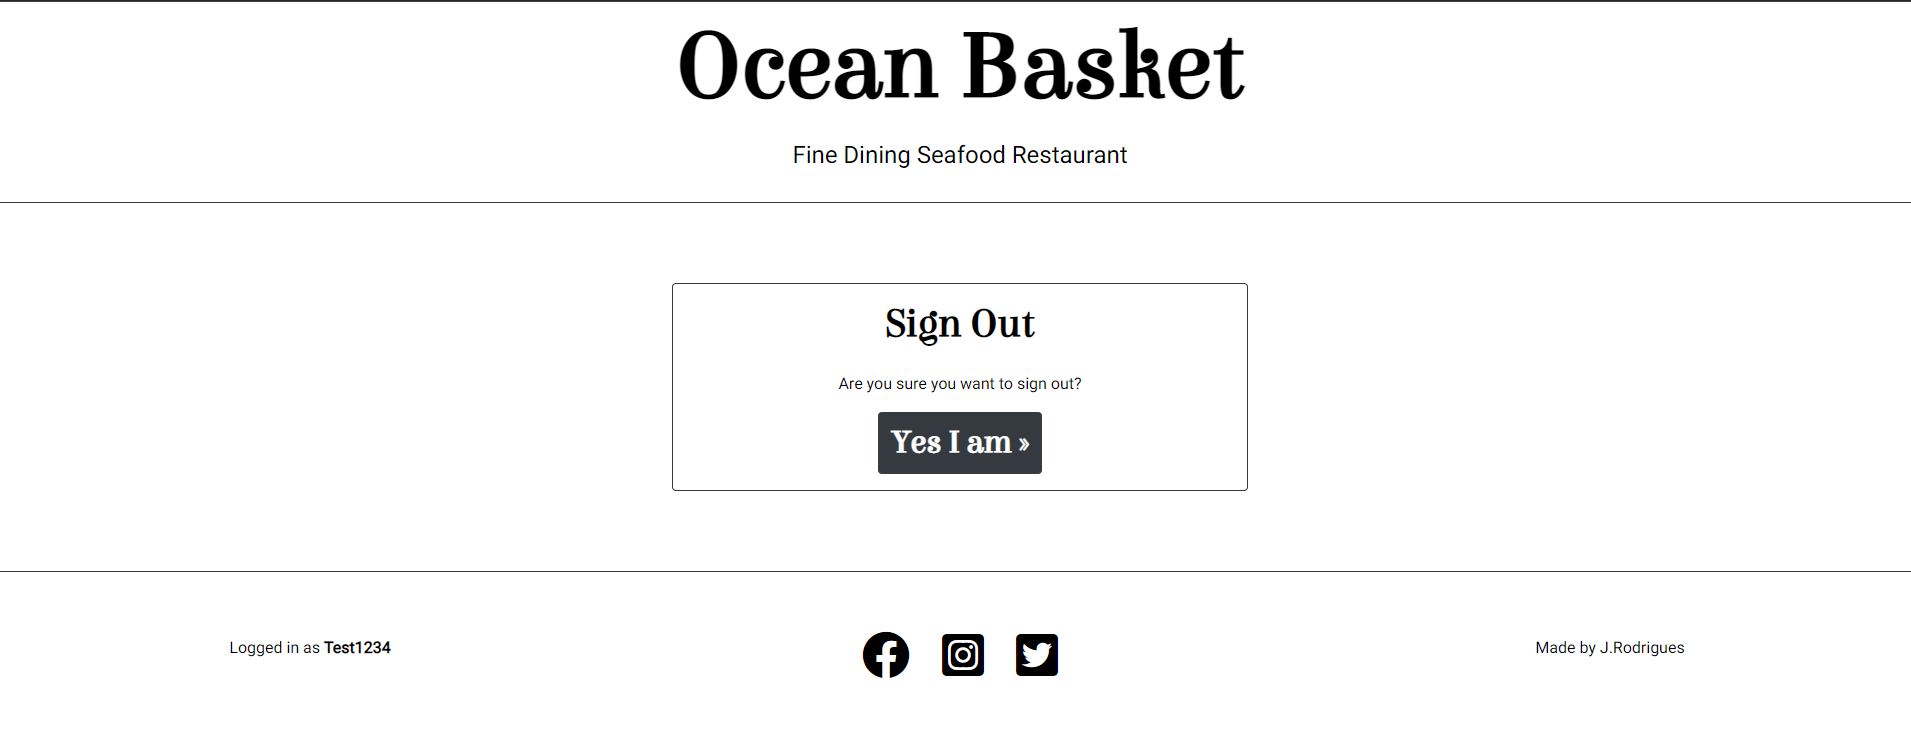 Ocean Basket
Fine Dining Seafood Restaurant
Sign Out
Are you sure you want to sign out?
Yes I am »
Logged in as Test1234
Made by J.Rodrigues